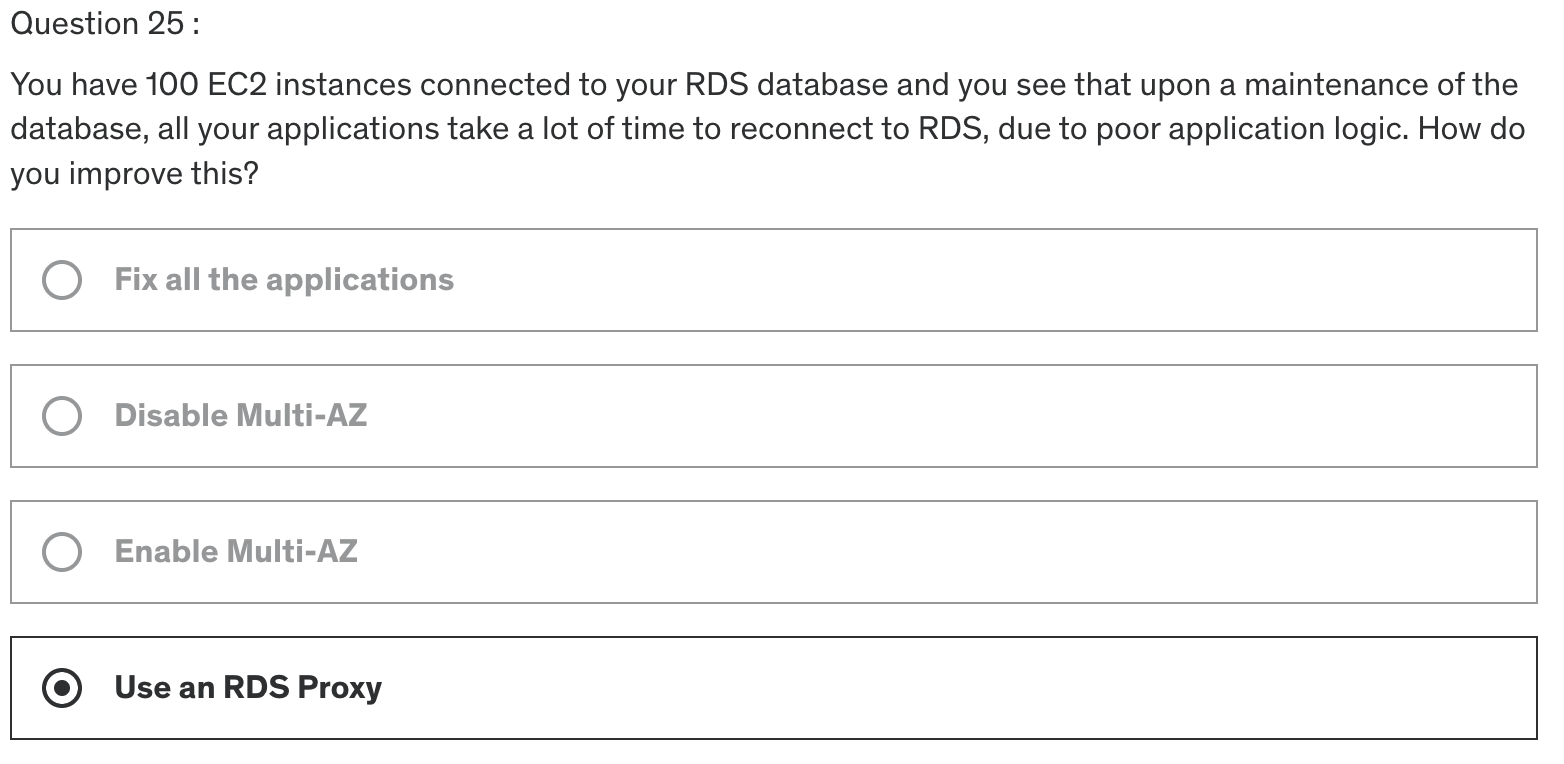 Question 25 :
You have 100 EC2 instances connected to your RDS database and you see that upon a maintenance of the
database, all your applications take a lot of time to reconnect to RDS, due to poor application logic. How do
you improve this?
Fix all the applications
Disable Multi-AZ
Enable Multi-AZ
Use an RDS Proxy